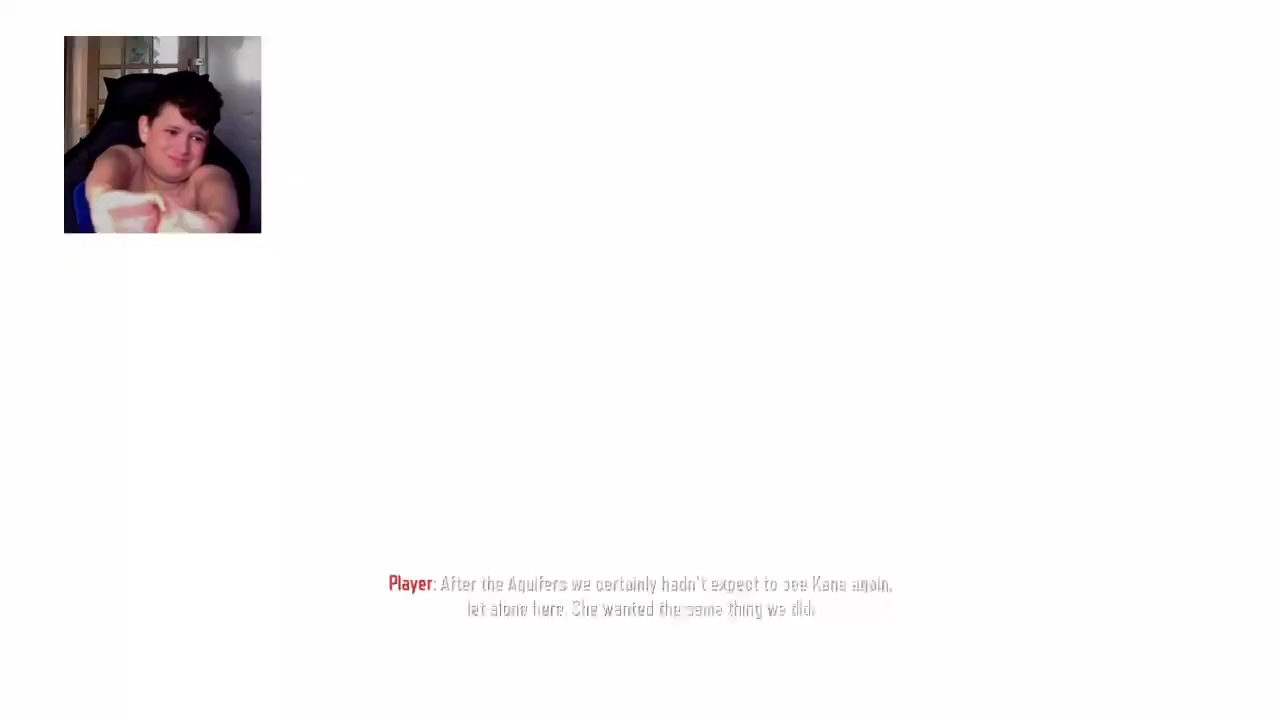 Player: After the Aquifers we certainly hadn't expect to see Kane again,
let alone here. She wanted the same thing we did.